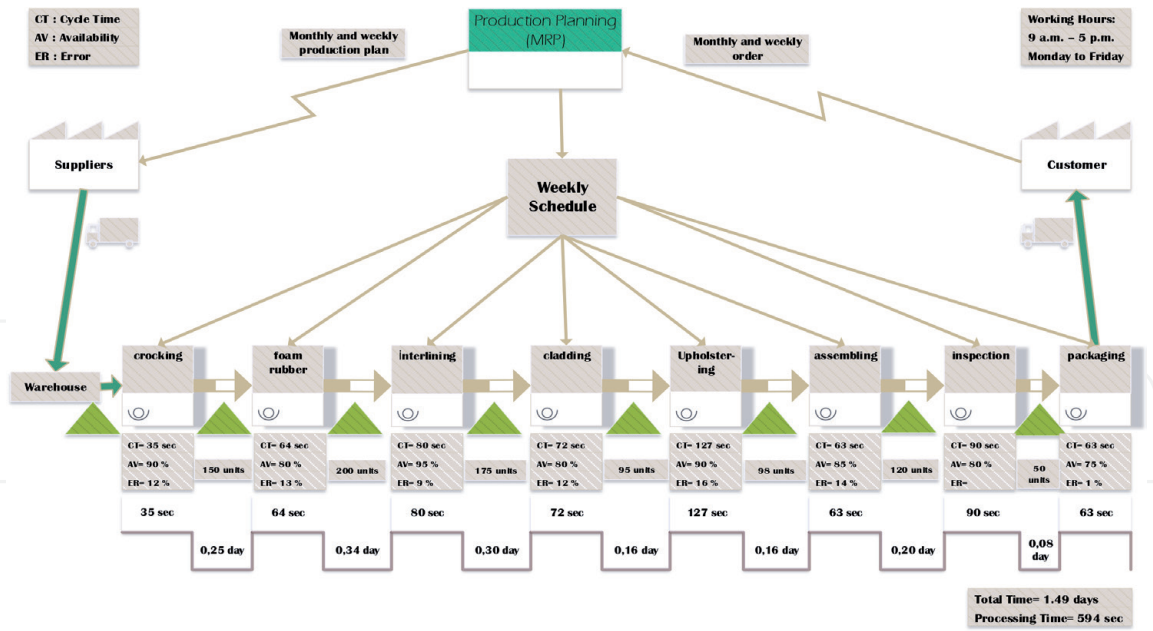 CT : Cycle Time
AV : Availability
ER : Error
Monthly and weekly
production plan
Production Planning
(MRP)
Monthly and weekly
order
Working Hours:
9 a.m. – 5 p.m.
Monday to Friday
Suppliers
Customer
Weekly
Schedule
Warehouse
crocking
foam
rubber
interlining
cladding
Upholster-
ing
assembling
inspection
packaging
CT= 35 sec
AV= 90 %
ER= 12 %
150 units
CT= 64 sec
AV= 80 %
ER= 13 %
200 units
CT= 80 sec
AV= 95 %
ER= 9 %
175 units
CT= 72 sec
AV= 80 %
ER= 12 %
95 units
CT= 127 sec
AV= 90 %
ER= 16 %
98 units
CT= 63 sec
AV= 85 %
ER= 14 %
120 units
CT= 90 sec
AV= 80 %
ER=
50
units
CT= 63 sec
AV= 75 %
ER= 1 %
35 sec
64 sec
80 sec
72 sec
127 sec
63 sec
90 sec
63 sec
0,25 day
0,34 day
0,30 day
0,16 day
0,16 day
0,20 day
0,08
day
Total Time= 1.49 days
Processing Time= 594 sec